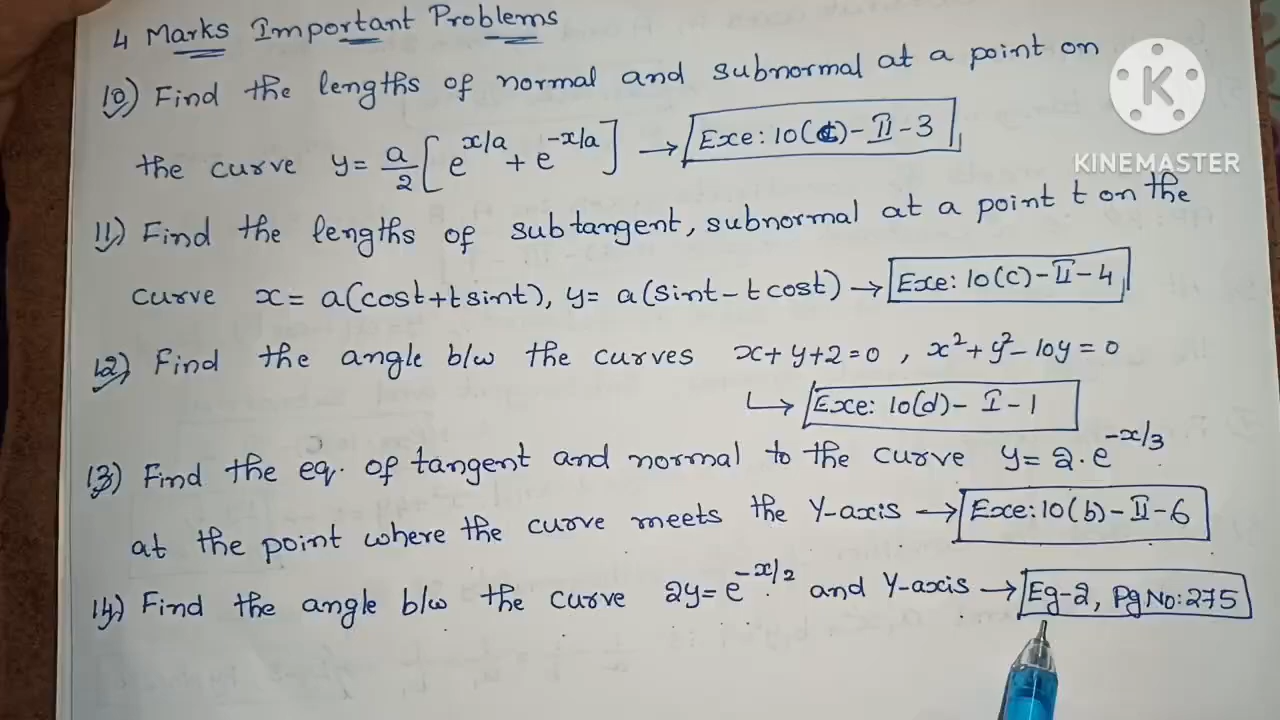 4 Marks Important Problems
10) Find the lengths of normal and subnormal at a point on
the curve y = a/2 [e^x/a + e^-x/a] → Exe: 10(c) - II - 3
K
KINEMASTER
11) Find the lengths of subtangent, subnormal at a point t on the
curve x = a(cost + t sint), y = a(sint - t cost) → Exe: 10(c) - II - 4
12) Find the angle b/w the curves x + y + 2 = 0, x² + y² - 10y = 0
↳ Exe: 10(d) - I - 1
13) Find the eq. of tangent and normal to the curve y = 2.e^-x/3
at the point where the curve meets the Y-axis → Exe: 10(b) - II - 6
14) Find the angle b/w the curve 2y = e^-x/2 and Y-axis → Eg-2, Pg No: 275